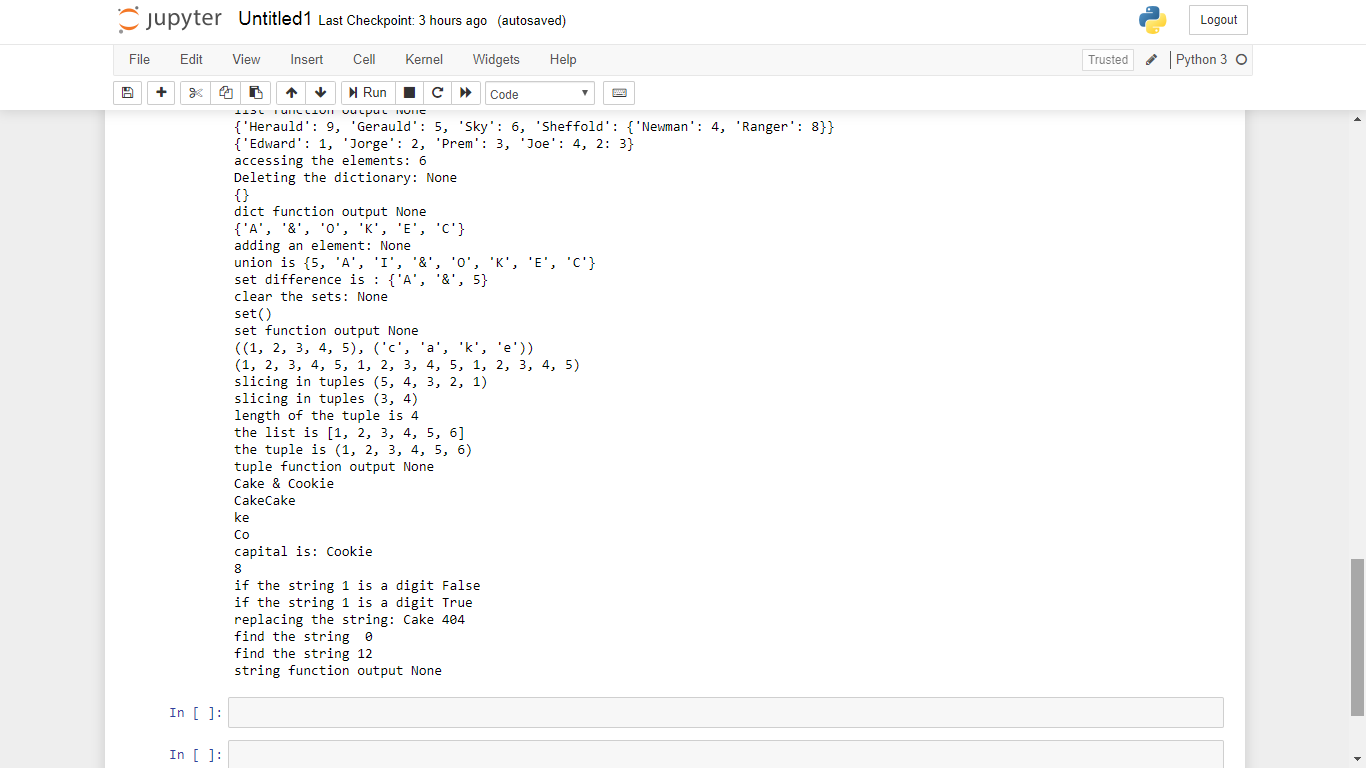 jupyter Untitled1 Last Checkpoint: 3 hours ago (autosaved)
Logout
File Edit View Insert Cell Kernel Widgets Help
Trusted Python 3
Run Code
list function output None
{'Herauld': 9, 'Gerauld': 5, 'Sky': 6, 'Sheffold': {'Newman': 4, 'Ranger': 8}}
{'Edward': 1, 'Jorge': 2, 'Prem': 3, 'Joe': 4, 2: 3}
accessing the elements: 6
Deleting the dictionary: None
{}
dict function output None
{'A', '&', 'O', 'K', 'E', 'C'}
adding an element: None
union is {5, 'A', 'I', '&', 'O', 'K', 'E', 'C'}
set difference is : {'A', '&', 5}
clear the sets: None
set()
set function output None
((1, 2, 3, 4, 5), ('c', 'a', 'k', 'e'))
(1, 2, 3, 4, 5, 1, 2, 3, 4, 5, 1, 2, 3, 4, 5)
slicing in tuples (5, 4, 3, 2, 1)
slicing in tuples (3, 4)
length of the tuple is 4
the list is [1, 2, 3, 4, 5, 6]
the tuple is (1, 2, 3, 4, 5, 6)
tuple function output None
Cake & Cookie
CakeCake
ke
Co
capital is: Cookie
8
if the string 1 is a digit False
if the string 1 is a digit True
replacing the string: Cake 404
find the string  0
find the string 12
string function output None
In [ ]:
In [ ]: